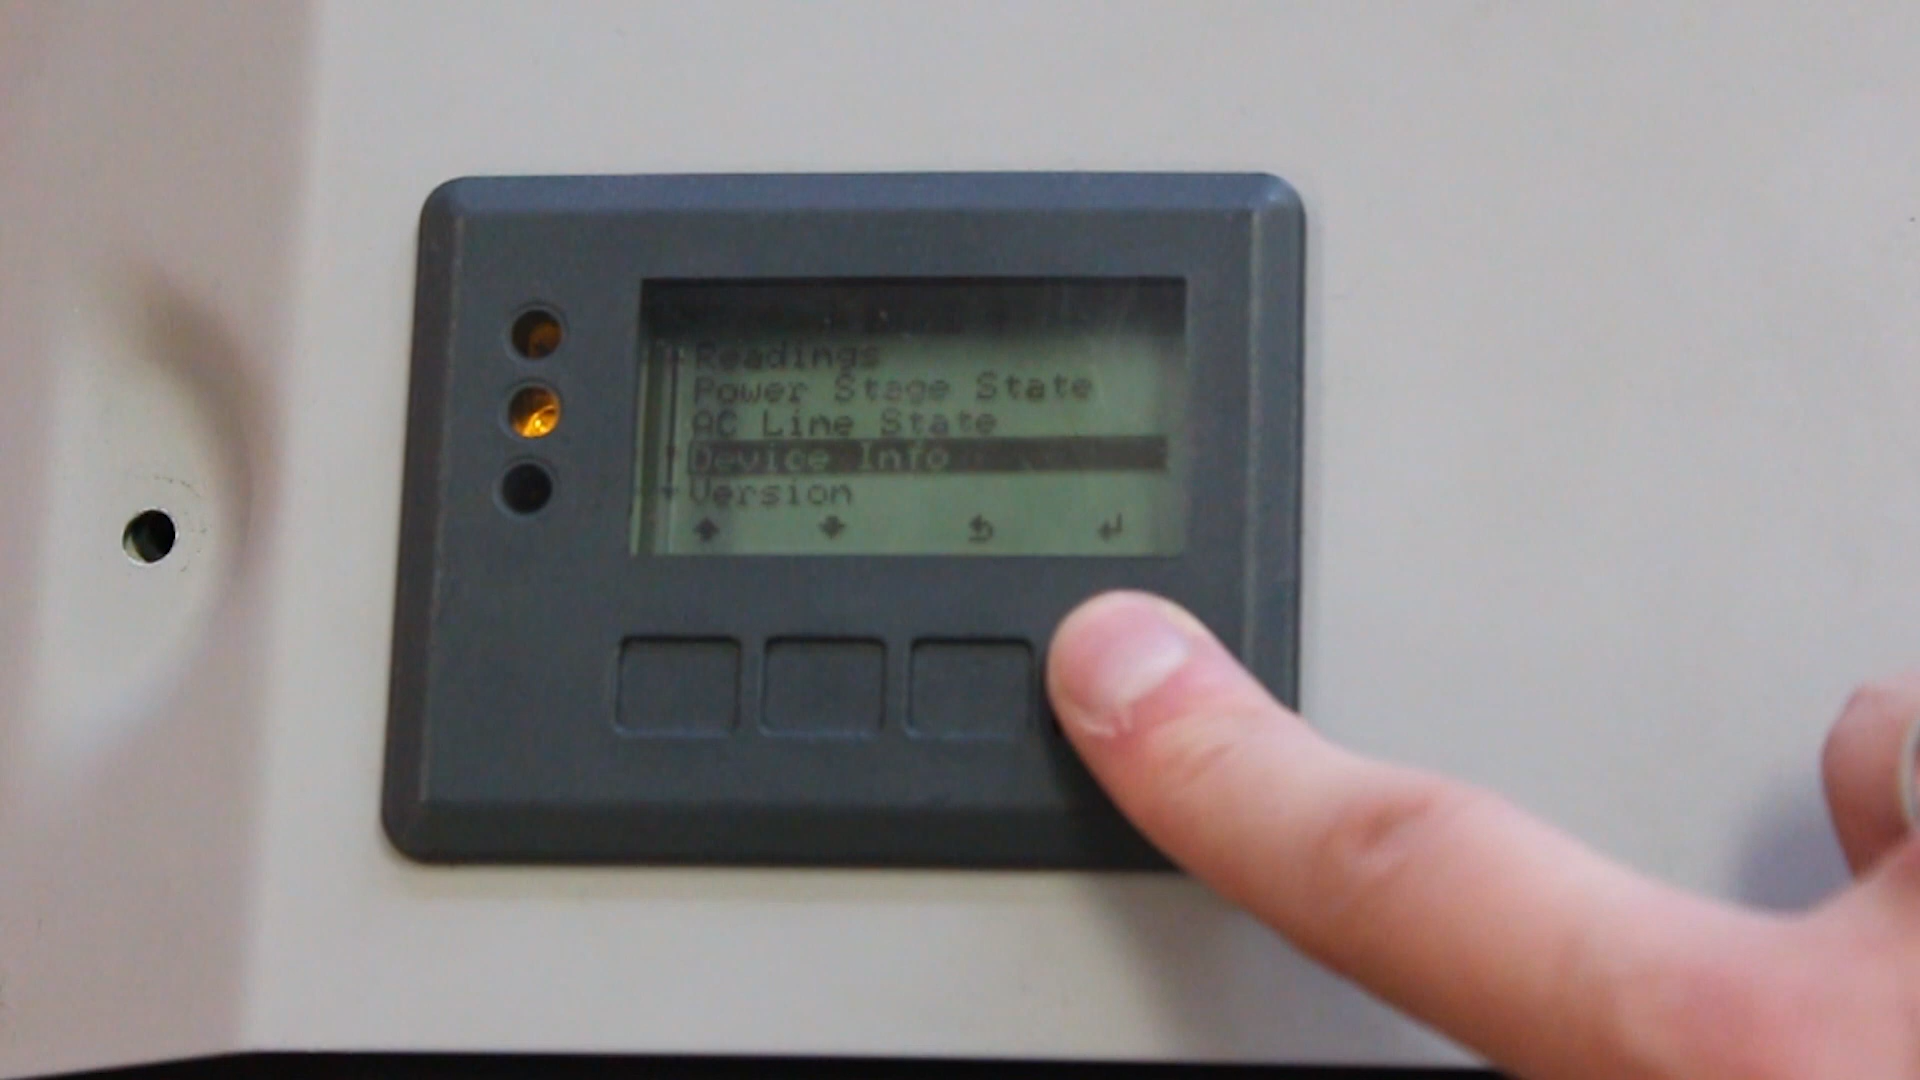 Readings
Power Stage State
AC Line State
Device Info
Version